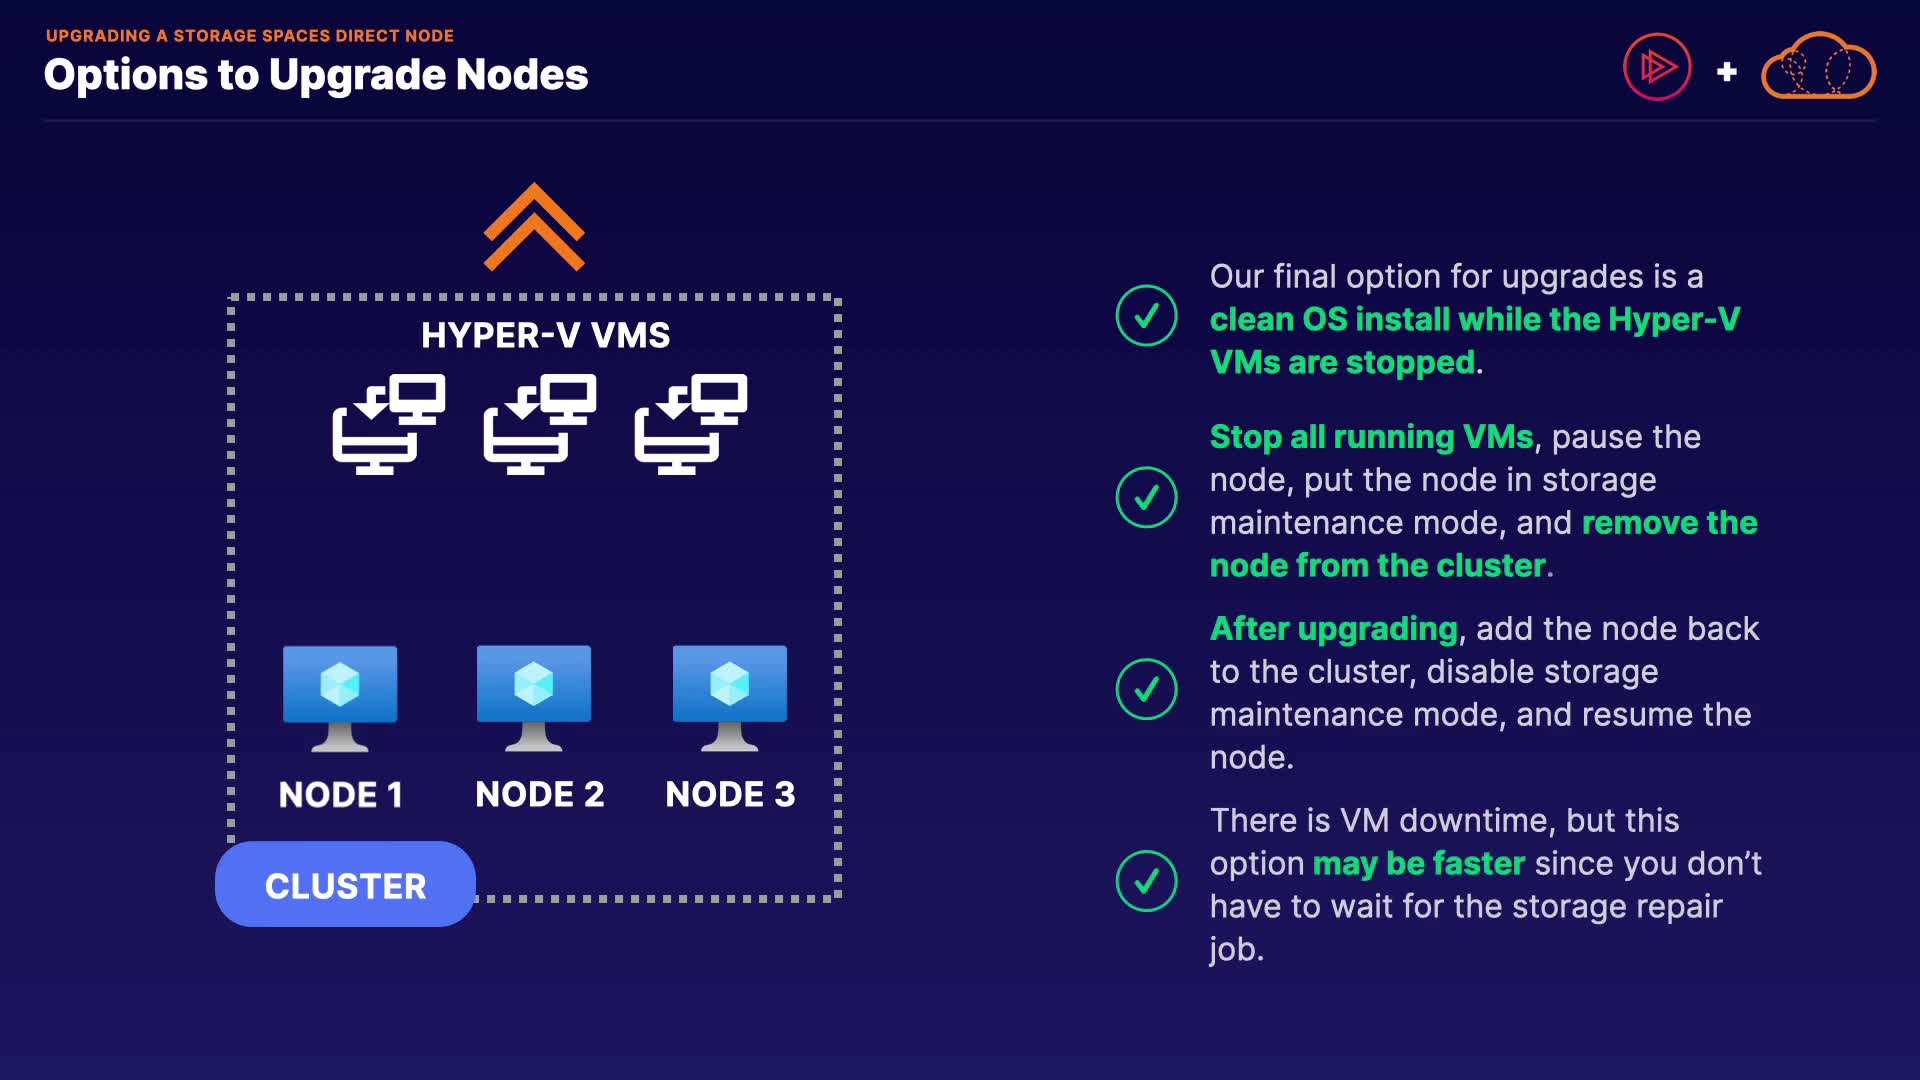 UPGRADING A STORAGE SPACES DIRECT NODE
Options to Upgrade Nodes
HYPER-V VMS
NODE 1
NODE 2
NODE 3
CLUSTER
Our final option for upgrades is a
clean OS install while the Hyper-V
VMs are stopped.
Stop all running VMs, pause the
node, put the node in storage
maintenance mode, and remove the
node from the cluster.
After upgrading, add the node back
to the cluster, disable storage
maintenance mode, and resume the
node.
There is VM downtime, but this
option may be faster since you don’t
have to wait for the storage repair
job.